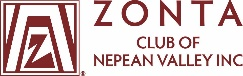 ZONTA
CLUB OF
NEPEAN VALLEY INC
®